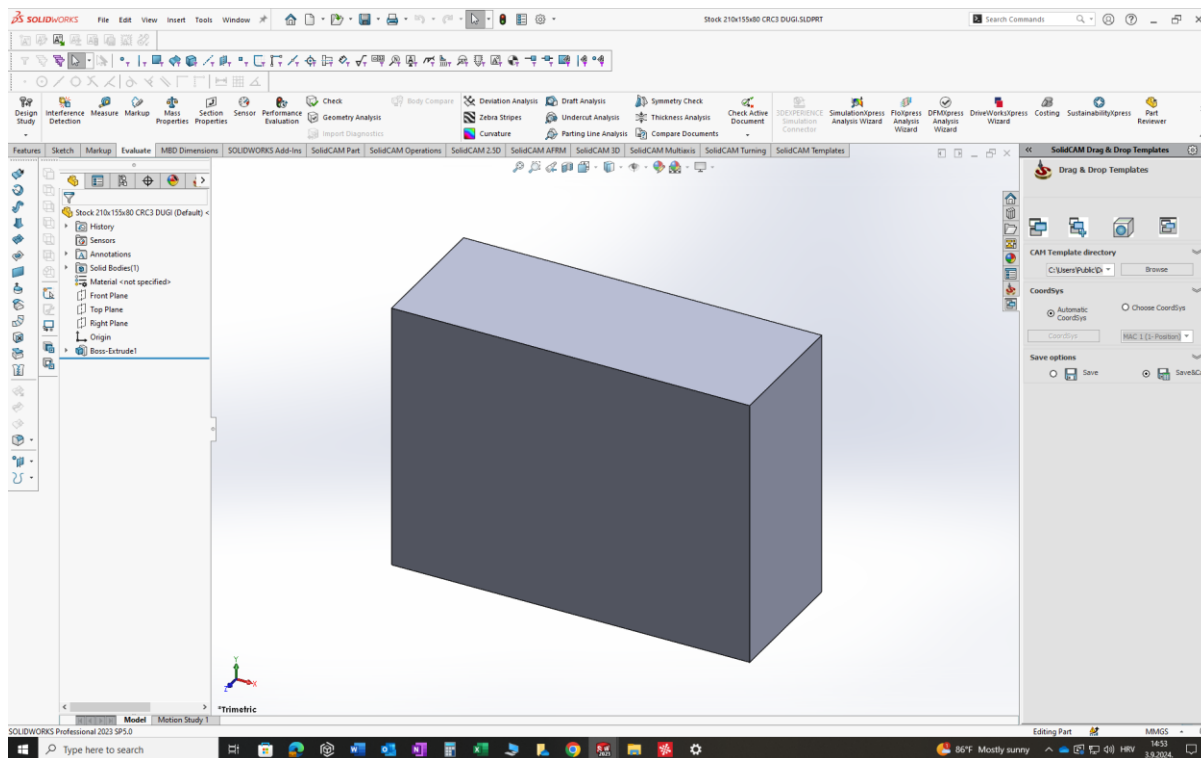 SOLIDWORKS File Edit View Insert Tools Window Stock 210x155x80 CRC3 DUGI.SLDPRT Search Commands
Design Study Interference Detection Measure Markup Mass Properties Section Properties Sensor Performance Evaluation
Check
Geometry Analysis
Import Diagnostics
Body Compare
Deviation Analysis
Zebra Stripes
Curvature
Draft Analysis
Undercut Analysis
Parting Line Analysis
Symmetry Check
Thickness Analysis
Compare Documents
Check Active Document
3DEXPERIENCE Simulation Connector
SimulationXpress Analysis Wizard
FloXpress Analysis Wizard
DFMXpress Analysis Wizard
DriveWorksXpress Wizard
Costing
SustainabilityXpress
Part Reviewer
Features Sketch Markup Evaluate MBD Dimensions SOLIDWORKS Add-Ins SolidCAM Part SolidCAM Operations SolidCAM 2.5D SolidCAM AFRM SolidCAM 3D SolidCAM Multiaxis SolidCAM Turning SolidCAM Templates
Stock 210x155x80 CRC3 DUGI (Default) <
History
Sensors
Annotations
Solid Bodies(1)
Material <not specified>
Front Plane
Top Plane
Right Plane
Origin
Boss-Extrude1
SolidCAM Drag & Drop Templates
Drag & Drop Templates
CAM Template directory
C:\Users\Public\D Browse
CoordSys
Automatic CoordSys
Choose CoordSys
CoordSys MAC 1 (1- Position)
Save options
Save Save&C
Y
Z X
*Trimetric
Model Motion Study 1
SOLIDWORKS Professional 2023 SP5.0 Editing Part MMGS
Type here to search 86°F Mostly sunny HRV 14:53
3.9.2024.